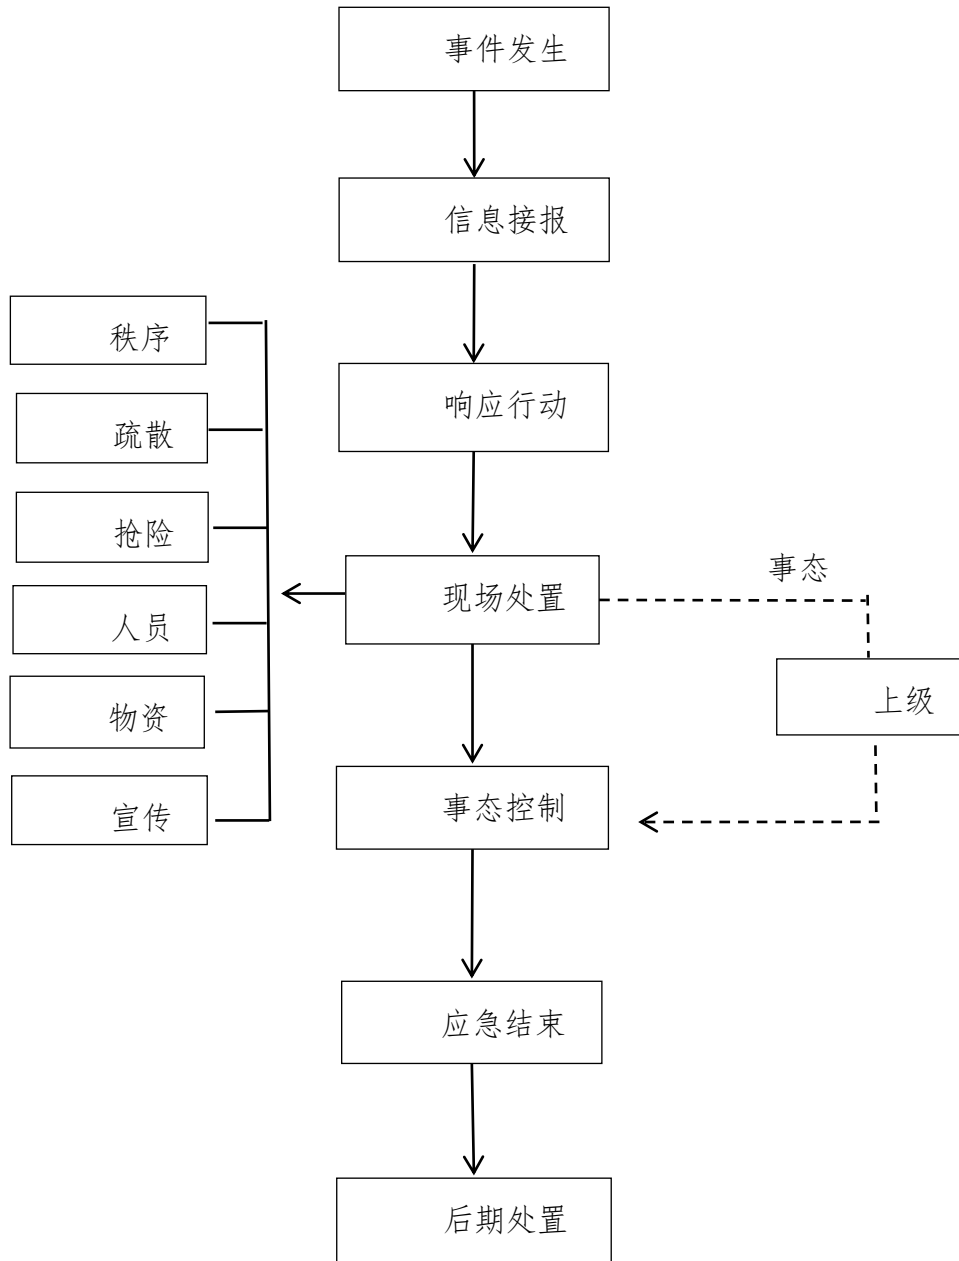 事件发生
信息接报
响应行动
现场处置
事态控制
应急结束
后期处置
秩序
疏散
抢险
人员
物资
宣传
事态
上级